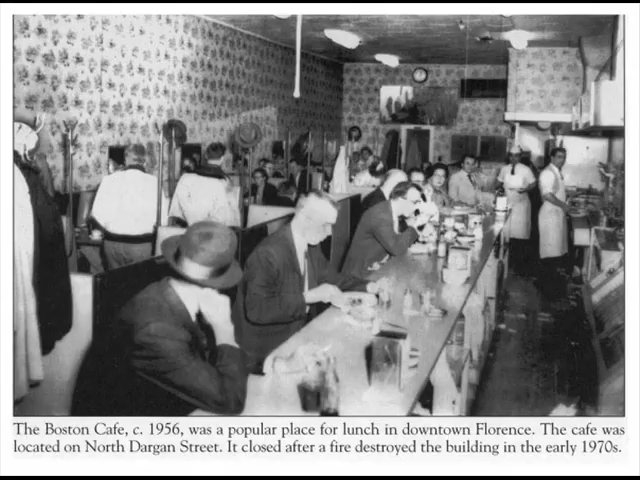 The Boston Cafe, c. 1956, was a popular place for lunch in downtown Florence. The cafe was
located on North Dargan Street. It closed after a fire destroyed the building in the early 1970s.